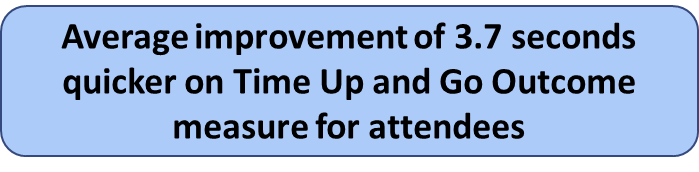 Average improvement of 3.7 seconds
quicker on Time Up and Go Outcome
measure for attendees